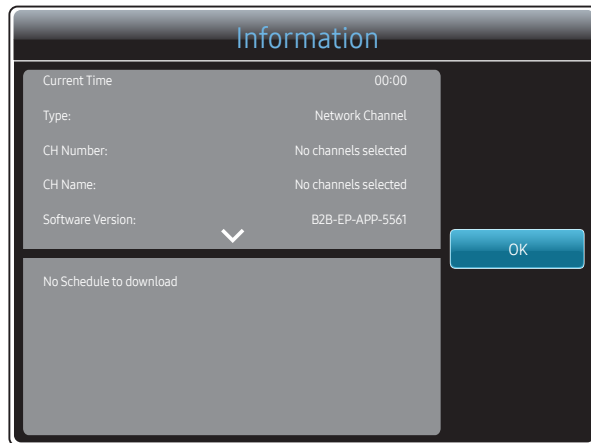 Information
Current Time 00:00
Type: Network Channel
CH Number: No channels selected
CH Name: No channels selected
Software Version: B2B-EP-APP-5561
OK
No Schedule to download